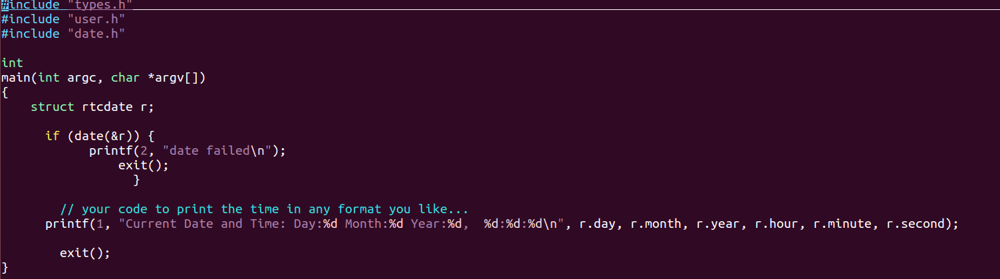 #include "types.h"
#include "user.h"
#include "date.h"
int
main(int argc, char *argv[])
{
struct rtcdate r;
if (date(&r)) {
printf(2, "date failed\n");
exit();
}
// your code to print the time in any format you like...
printf(1, "Current Date and Time: Day:%d Month:%d Year:%d,  %d:%d:%d\n", r.day, r.month, r.year, r.hour, r.minute, r.second);
exit();
}